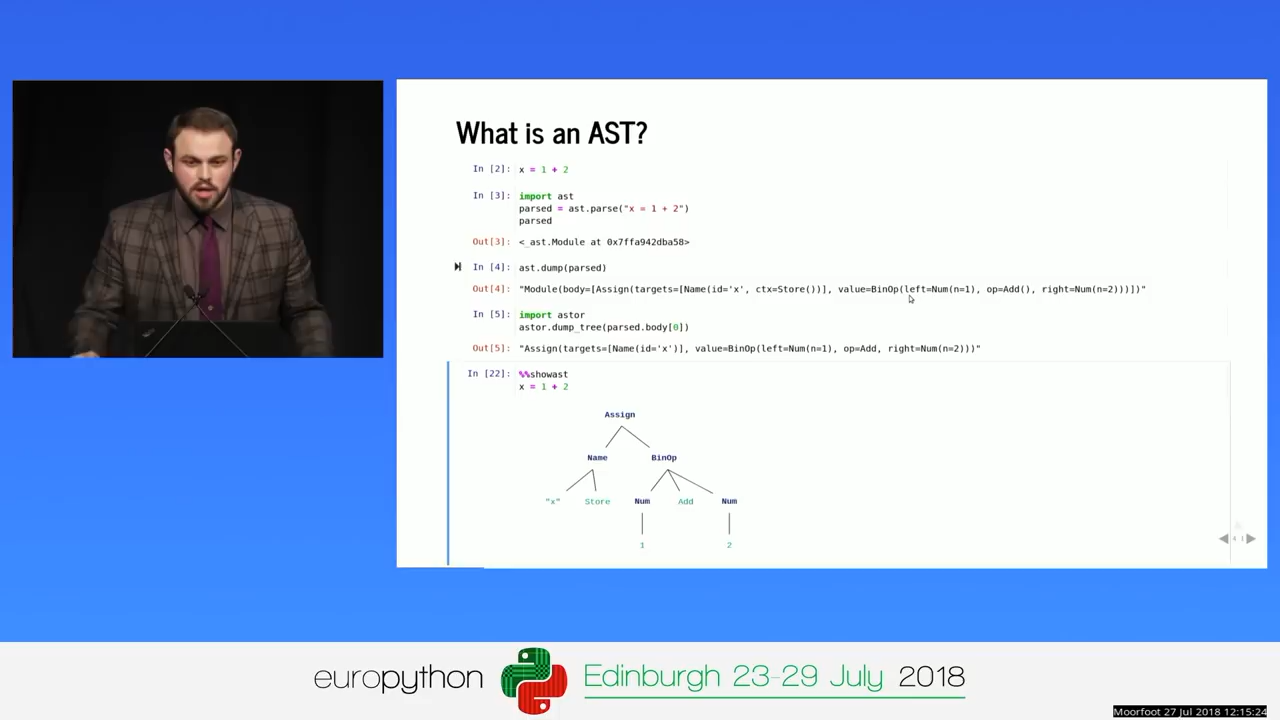 What is an AST?
In [2]: x = 1 + 2
In [3]: import ast
parsed = ast.parse("x = 1 + 2")
parsed
Out[3]: <_ast.Module at 0x7ffa942dba58>
In [4]: ast.dump(parsed)
Out[4]: "Module(body=[Assign(targets=[Name(id='x', ctx=Store())], value=BinOp(left=Num(n=1), op=Add(), right=Num(n=2)))])"
In [5]: import astor
astor.dump_tree(parsed.body[0])
Out[5]: "Assign(targets=[Name(id='x')], value=BinOp(left=Num(n=1), op=Add, right=Num(n=2)))"
In [22]: %%showast
x = 1 + 2
Assign
Name BinOp
"x" Store Num Add Num
1 2
europython Edinburgh 23-29 July 2018
Moorfoot 27 Jul 2018 12:15:24